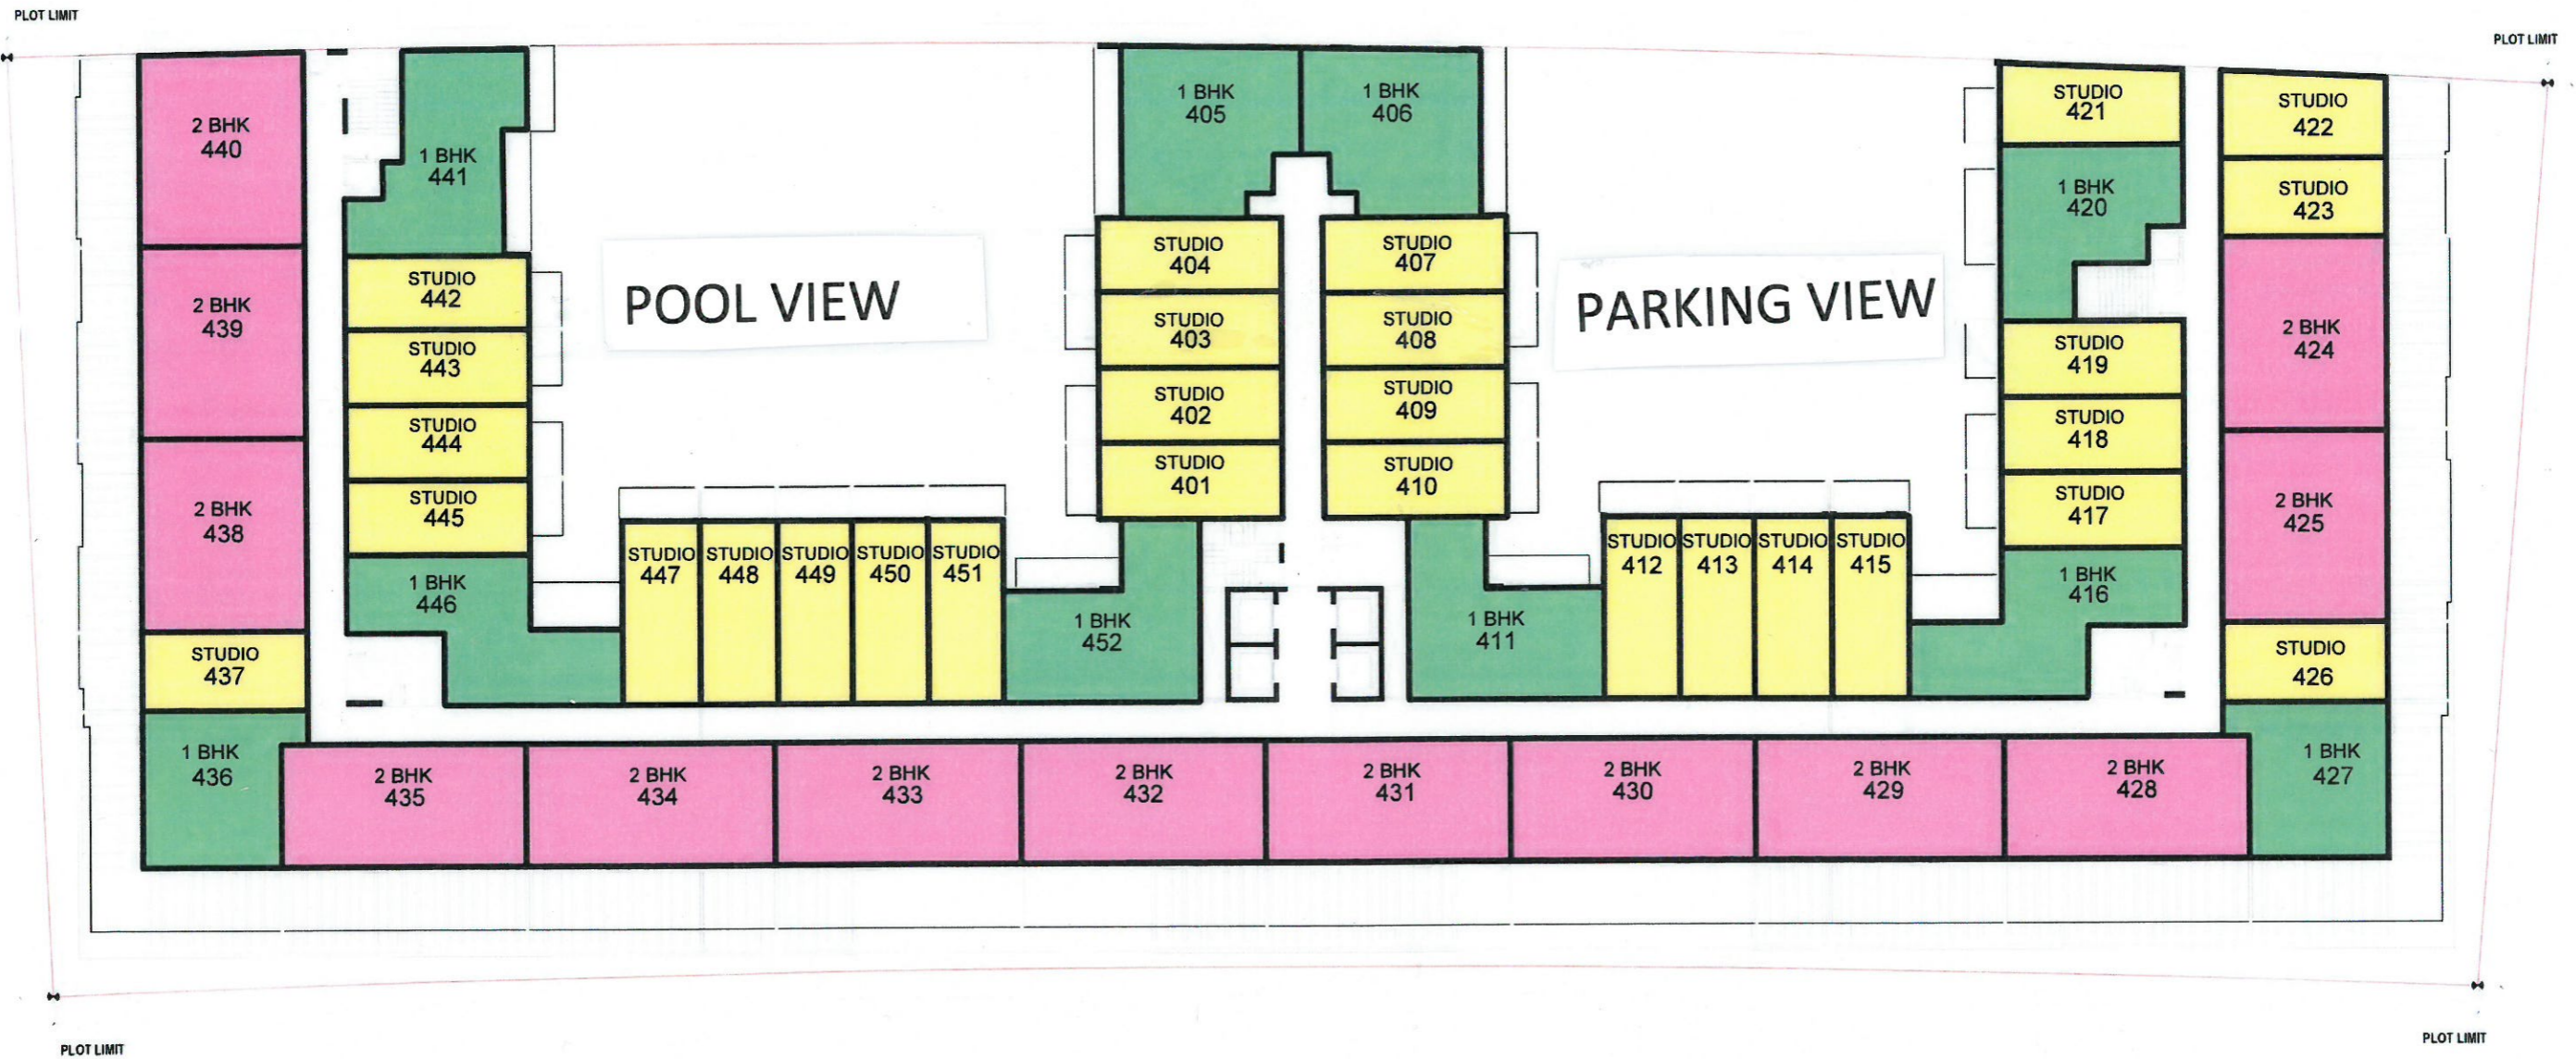 PLOT LIMIT
PLOT LIMIT
2 BHK
440
1 BHK
441
1 BHK
405
1 BHK
406
STUDIO
421
STUDIO
422
1 BHK
420
STUDIO
423
2 BHK
439
STUDIO
442
STUDIO
443
STUDIO
444
STUDIO
445
POOL VIEW
STUDIO
404
STUDIO
403
STUDIO
402
STUDIO
401
STUDIO
407
STUDIO
408
STUDIO
409
STUDIO
410
PARKING VIEW
STUDIO
419
STUDIO
418
STUDIO
417
2 BHK
424
2 BHK
425
2 BHK
438
1 BHK
446
STUDIO
447
STUDIO
448
STUDIO
449
STUDIO
450
STUDIO
451
1 BHK
452
1 BHK
411
STUDIO
412
STUDIO
413
STUDIO
414
STUDIO
415
1 BHK
416
STUDIO
437
STUDIO
426
1 BHK
436
2 BHK
435
2 BHK
434
2 BHK
433
2 BHK
432
2 BHK
431
2 BHK
430
2 BHK
429
2 BHK
428
1 BHK
427
PLOT LIMIT
PLOT LIMIT